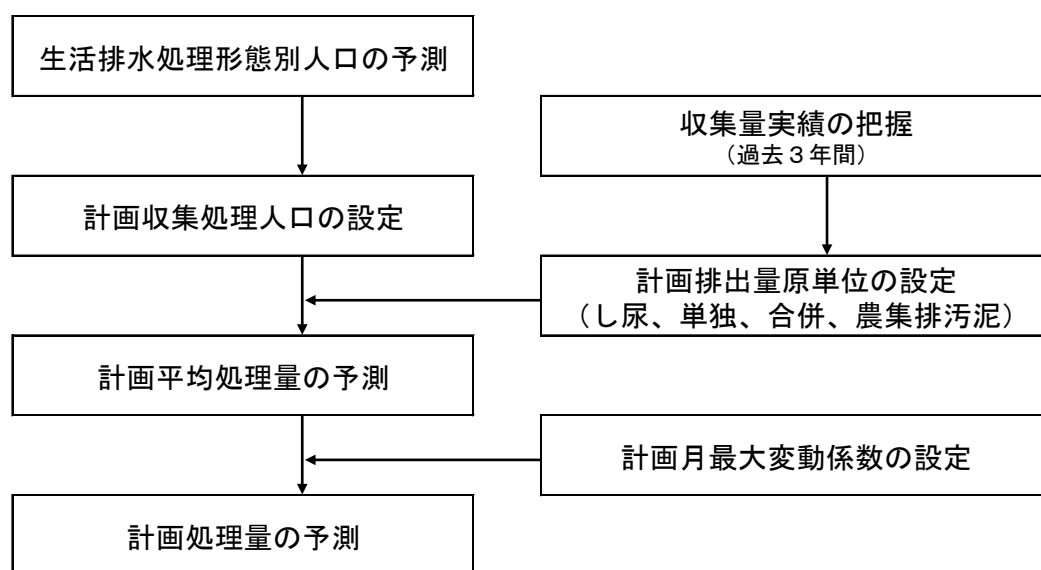 生活排水処理形態別人口の予測
収集量実績の把握
（過去３年間）
計画収集処理人口の設定
計画排出量原単位の設定
（し尿、単独、合併、農集排汚泥）
計画平均処理量の予測
計画月最大変動係数の設定
計画処理量の予測